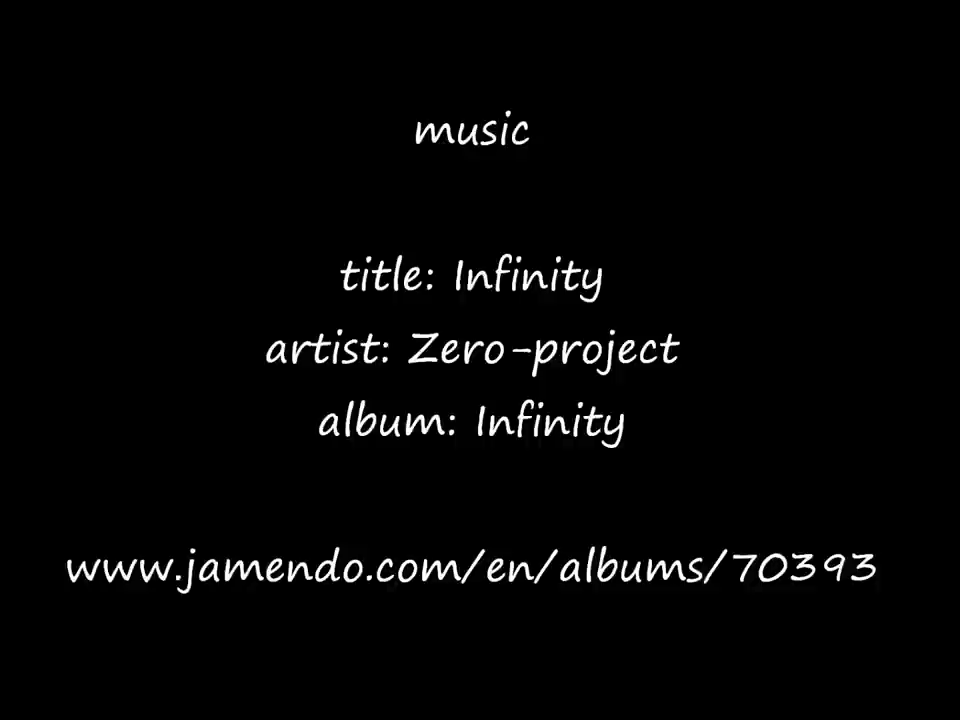 music
title: Infinity
artist: Zero-project
album: Infinity
www.jamendo.com/en/albums/70393